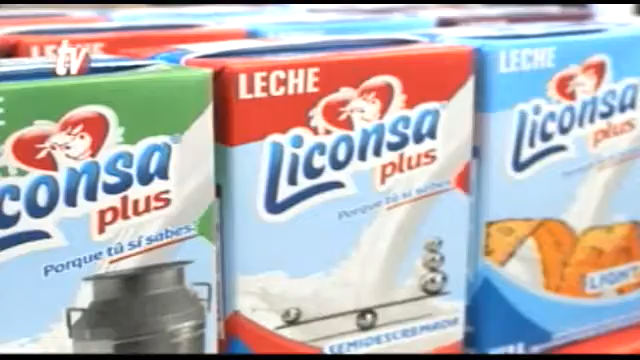 tv
Liconsa
plus
Porque tú sí sabes.
LECHE
Liconsa
plus
Porque tú sí sabes
SEMIDESCREMADA
LECHE
Liconsa
plus
LIGHT